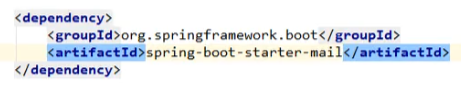 <dependency>
<groupId>org.springframework.boot</groupId>
<artifactId>spring-boot-starter-mail</artifactId>
</dependency>